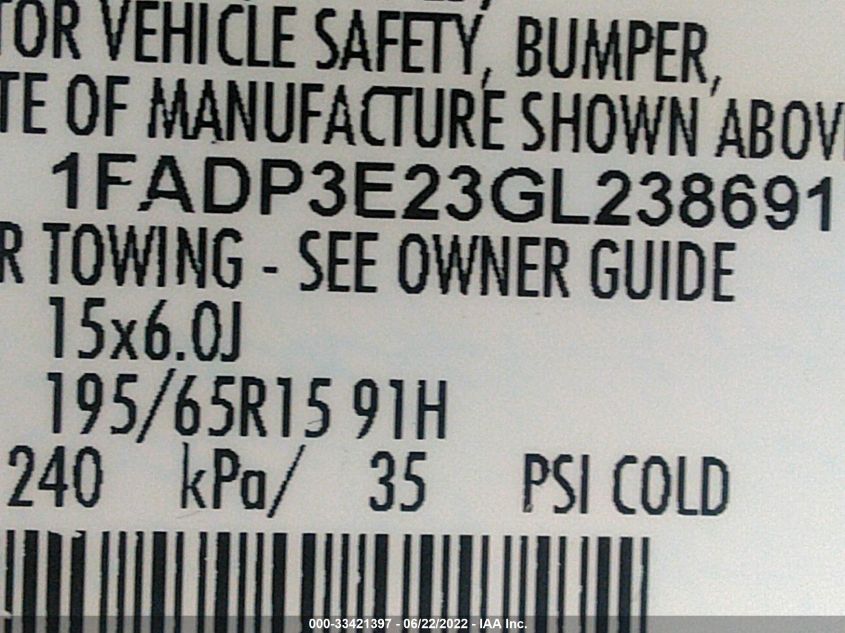 TOR VEHICLE SAFETY, BUMPER,
TE OF MANUFACTURE SHOWN ABOV
1FADP3E23GL238691
R TOWING - SEE OWNER GUIDE
15x6.0J
195/65R15 91H
240 kPa/ 35 PSI COLD
000-33421397 - 06/22/2022 - IAA Inc.